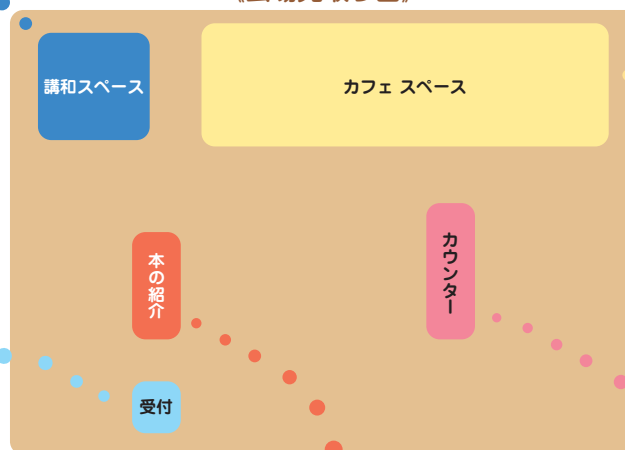 講和スペース
カフェ スペース
本の紹介
カウンター
受付